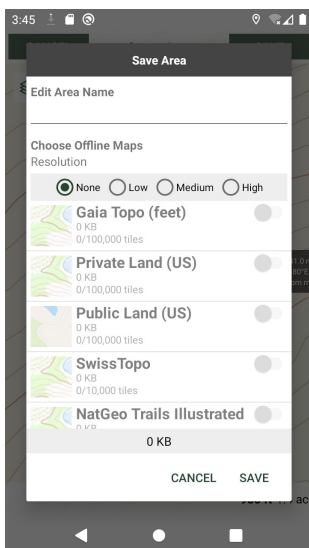 3:45
Save Area
Edit Area Name
Choose Offline Maps
Resolution
None Low Medium High
Gaia Topo (feet)
0 KB
0/100,000 tiles
Private Land (US)
0 KB
0/100,000 tiles
Public Land (US)
0 KB
0/100,000 tiles
SwissTopo
0 KB
0/10,000 tiles
NatGeo Trails Illustrated
0 KB
0 KB
CANCEL SAVE